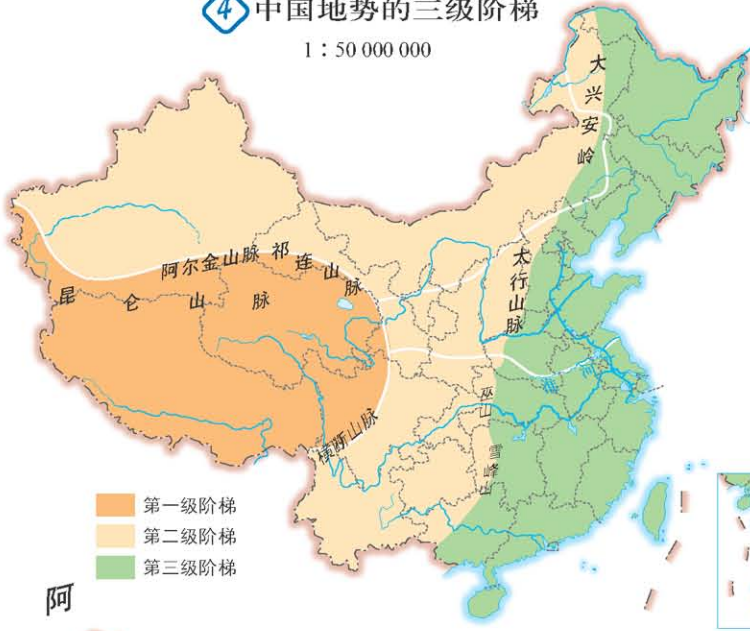 4 中国地势的三级阶梯
1：50 000 000
大兴安岭
阿尔金山脉
祁连山脉
昆仑山脉
太行山脉
横断山脉
巫山
雪峰山
淮河
第一级阶梯
第二级阶梯
第三级阶梯
阿